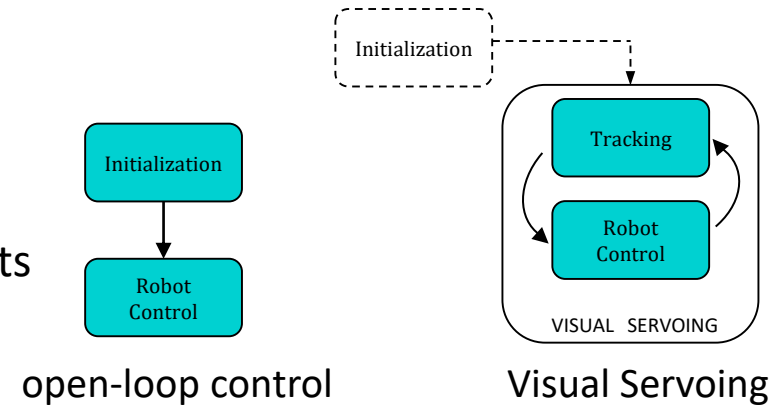 Initialization
Initialization
Robot
Control
ts
open-loop control
Tracking
Robot
Control
VISUAL SERVOING
Visual Servoing